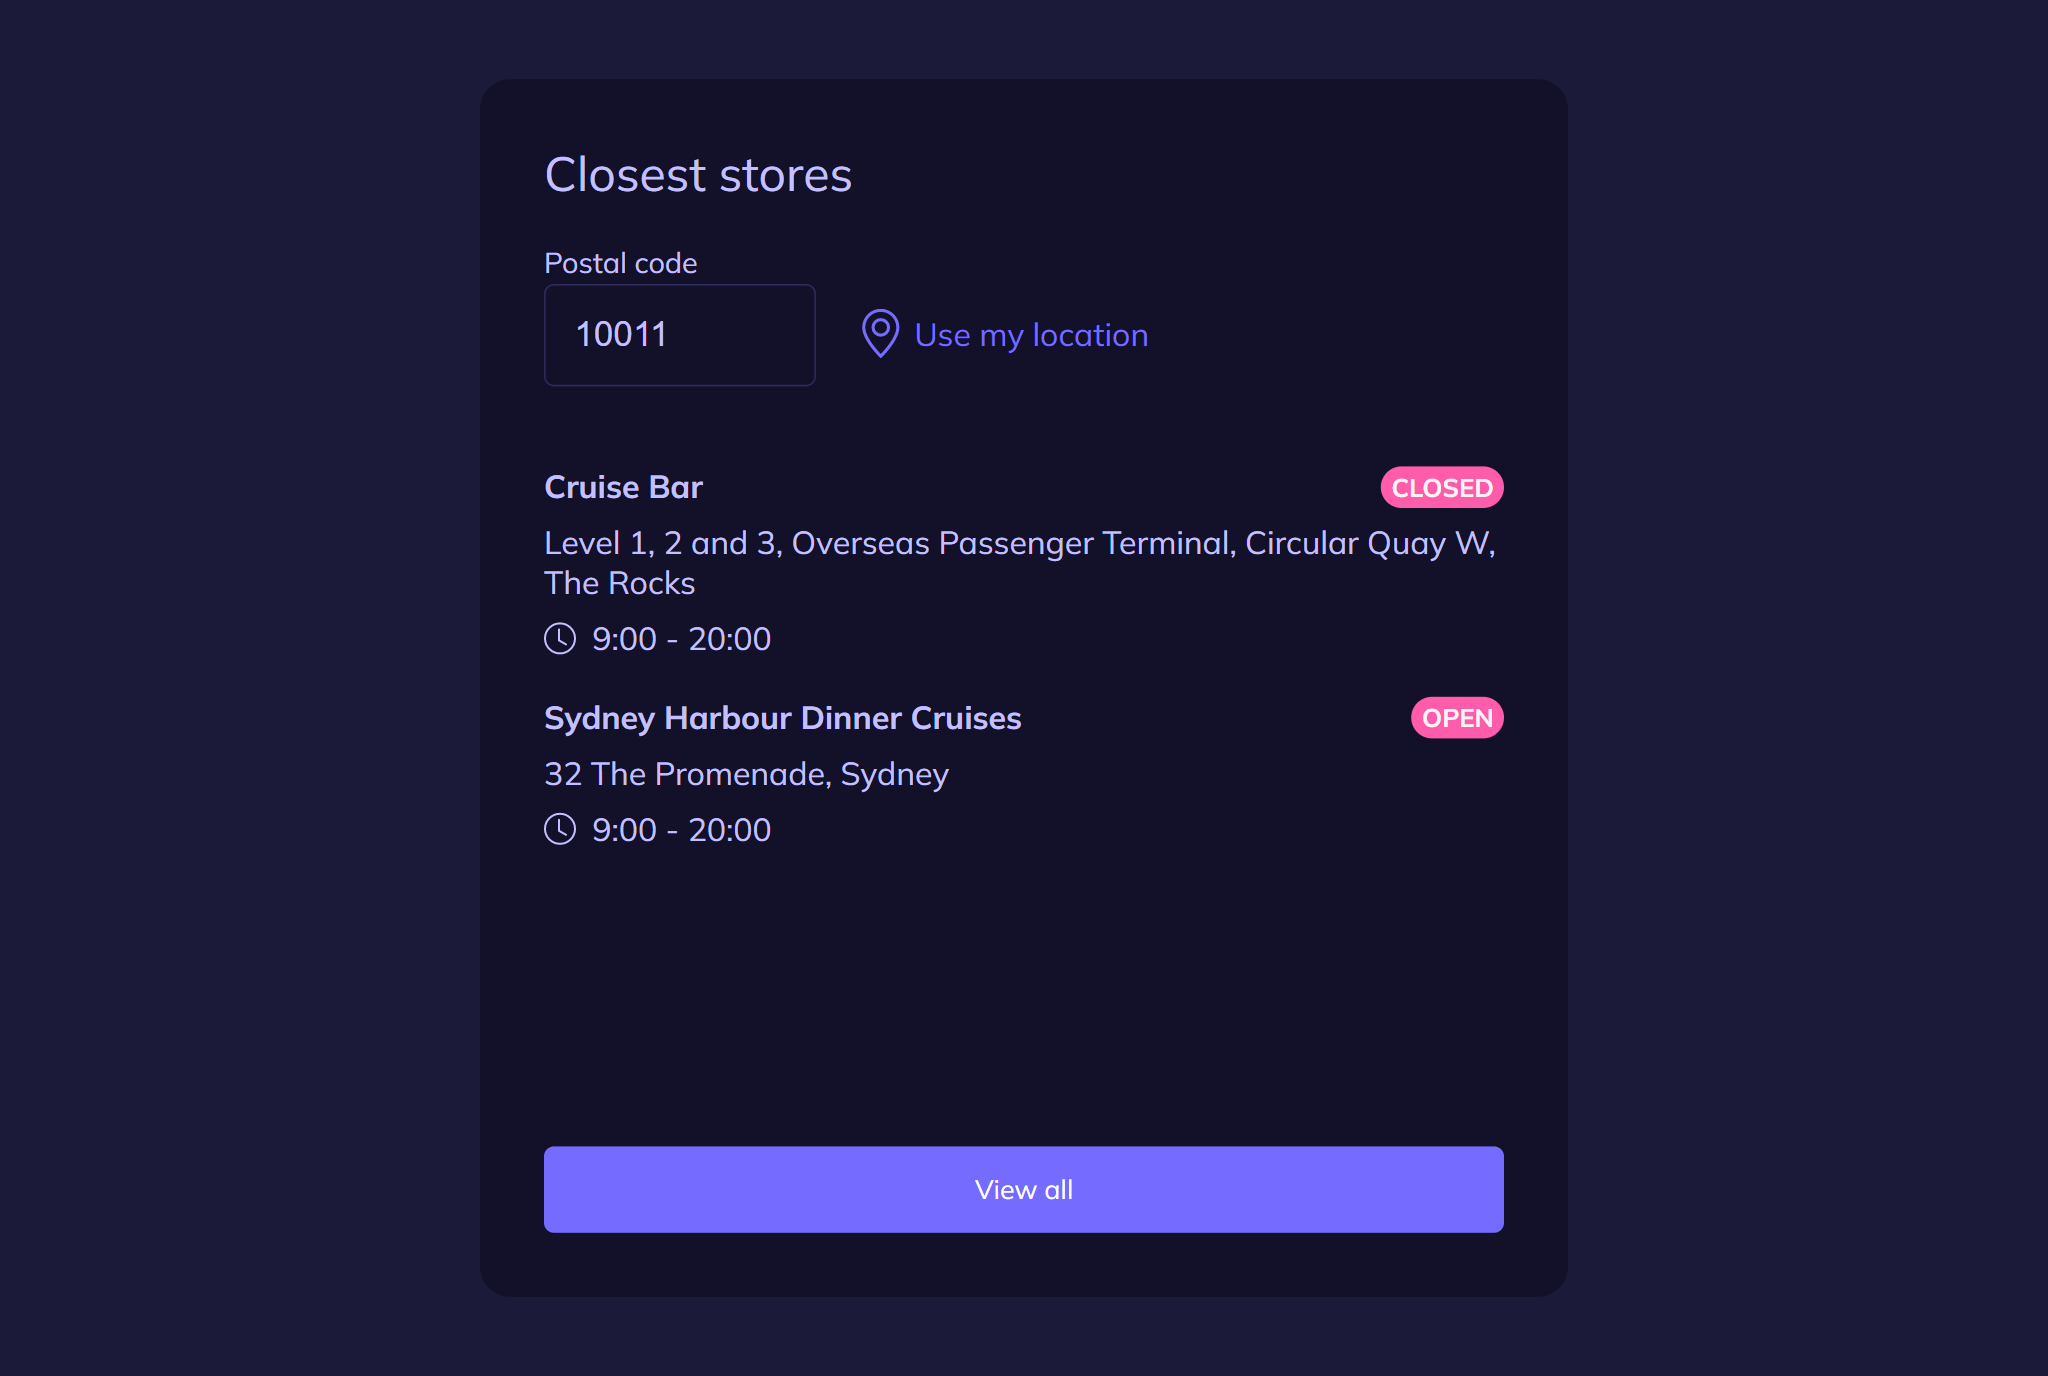 Closest stores
Postal code
10011
Use my location
Cruise Bar
CLOSED
Level 1, 2 and 3, Overseas Passenger Terminal, Circular Quay W,
The Rocks
9:00 - 20:00
Sydney Harbour Dinner Cruises
OPEN
32 The Promenade, Sydney
9:00 - 20:00
View all